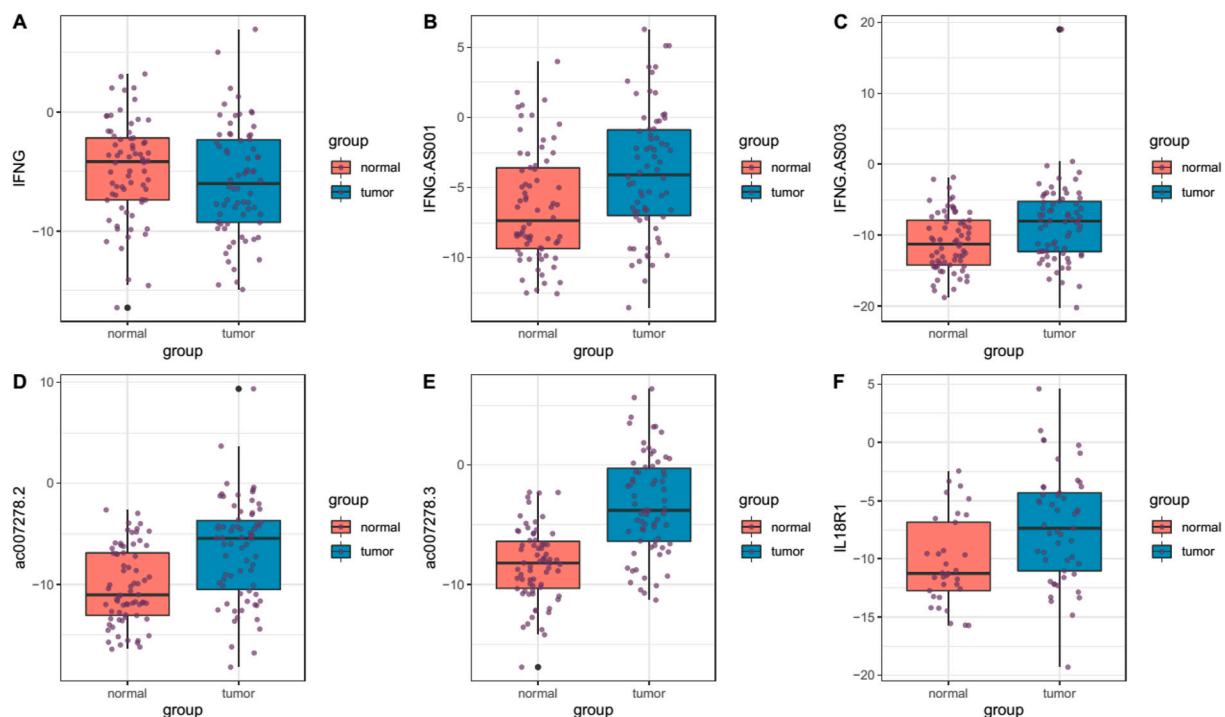 A
IFNG
0
−10
normal
tumor
group
group
normal
tumor
B
IFNG.AS001
5
0
−5
−10
normal
tumor
group
group
normal
tumor
C
IFNG.AS003
20
10
0
−10
−20
normal
tumor
group
group
normal
tumor
D
ac007278.2
10
0
−10
normal
tumor
group
group
normal
tumor
E
ac007278.3
0
−10
normal
tumor
group
group
normal
tumor
F
IL18R1
5
0
−5
−10
−15
−20
normal
tumor
group
group
normal
tumor